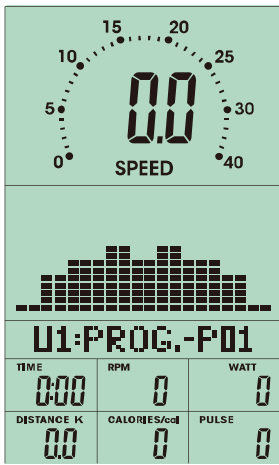 15 20
10 25
5 30
0 40
0.0
SPEED
U1:PROG.-P01
TIME RPM WATT
0:00 0 0
DISTANCE K CALORIES/cal PULSE
0.0 0 0